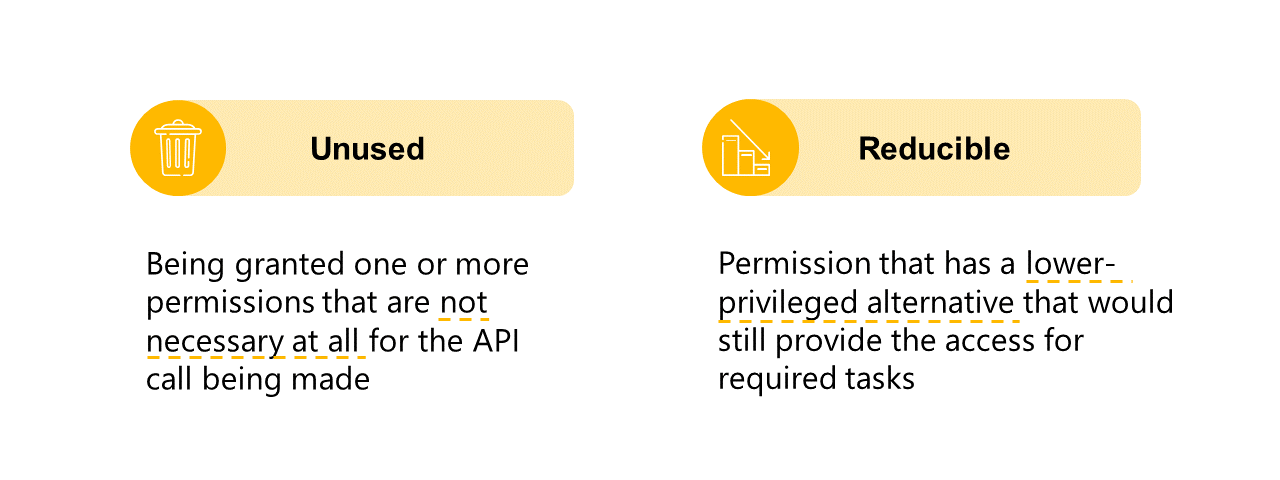 Unused
Being granted one or more
permissions that are not
necessary at all for the API
call being made
Reducible
Permission that has a lower-
privileged alternative that would
still provide the access for
required tasks